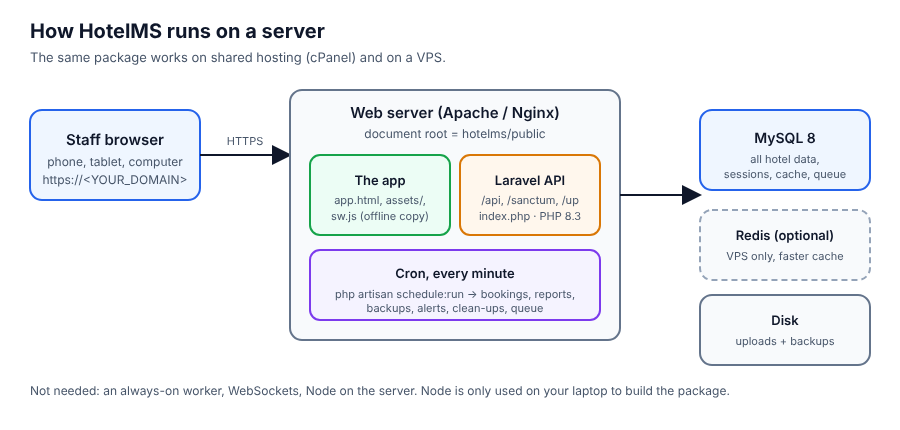 How HotelMS runs on a server
The same package works on shared hosting (cPanel) and on a VPS.
Staff browser
phone, tablet, computer
https://<YOUR_DOMAIN>
HTTPS
Web server (Apache / Nginx)
document root = hotelms/public
The app
app.html, assets/,
sw.js (offline copy)
Laravel API
/api, /sanctum, /up
index.php · PHP 8.3
Cron, every minute
php artisan schedule:run → bookings, reports,
backups, alerts, clean-ups, queue
MySQL 8
all hotel data,
sessions, cache, queue
Redis (optional)
VPS only, faster cache
Disk
uploads + backups
Not needed: an always-on worker, WebSockets, Node on the server. Node is only used on your laptop to build the package.